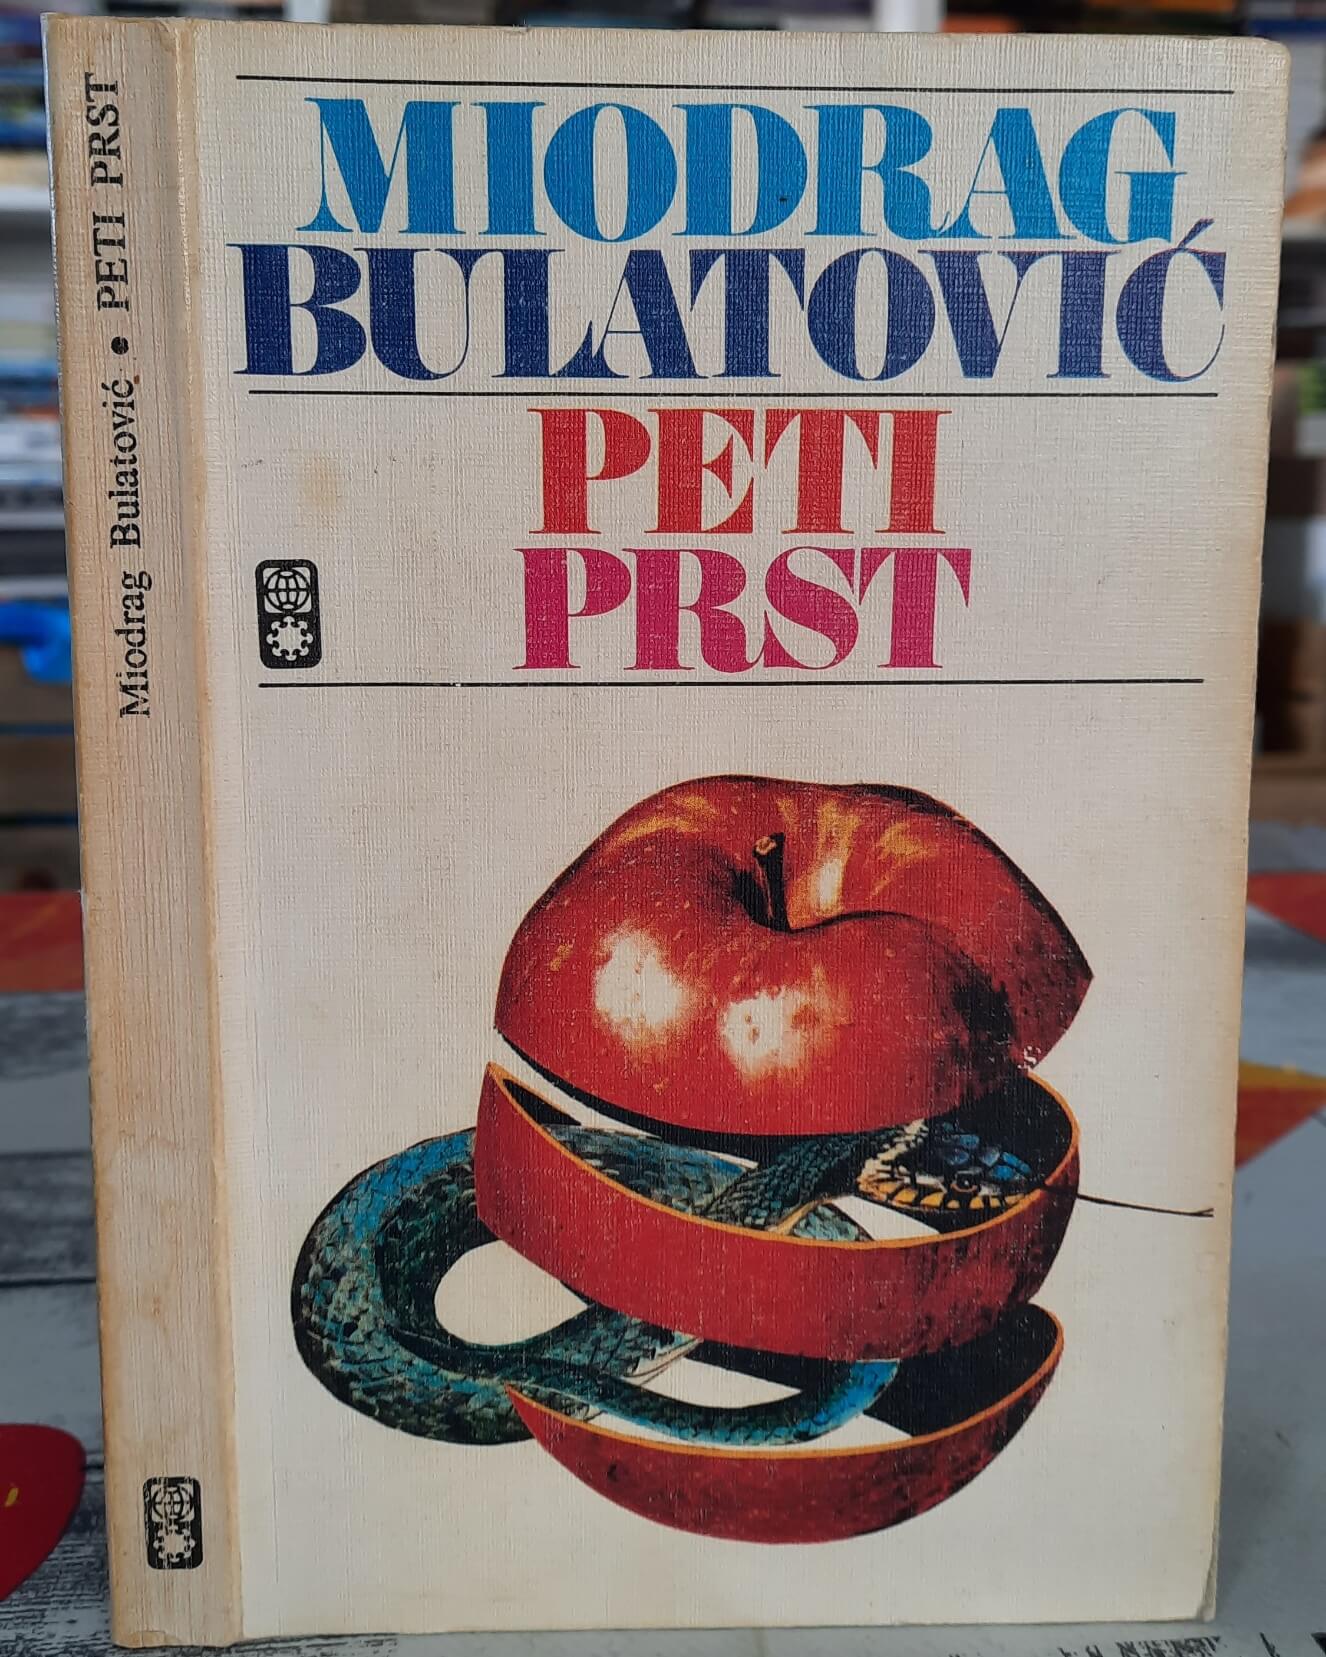 MIODRAG
BULATOVIĆ
PETI
PRST
Miodrag Bulatović • PETI PRST